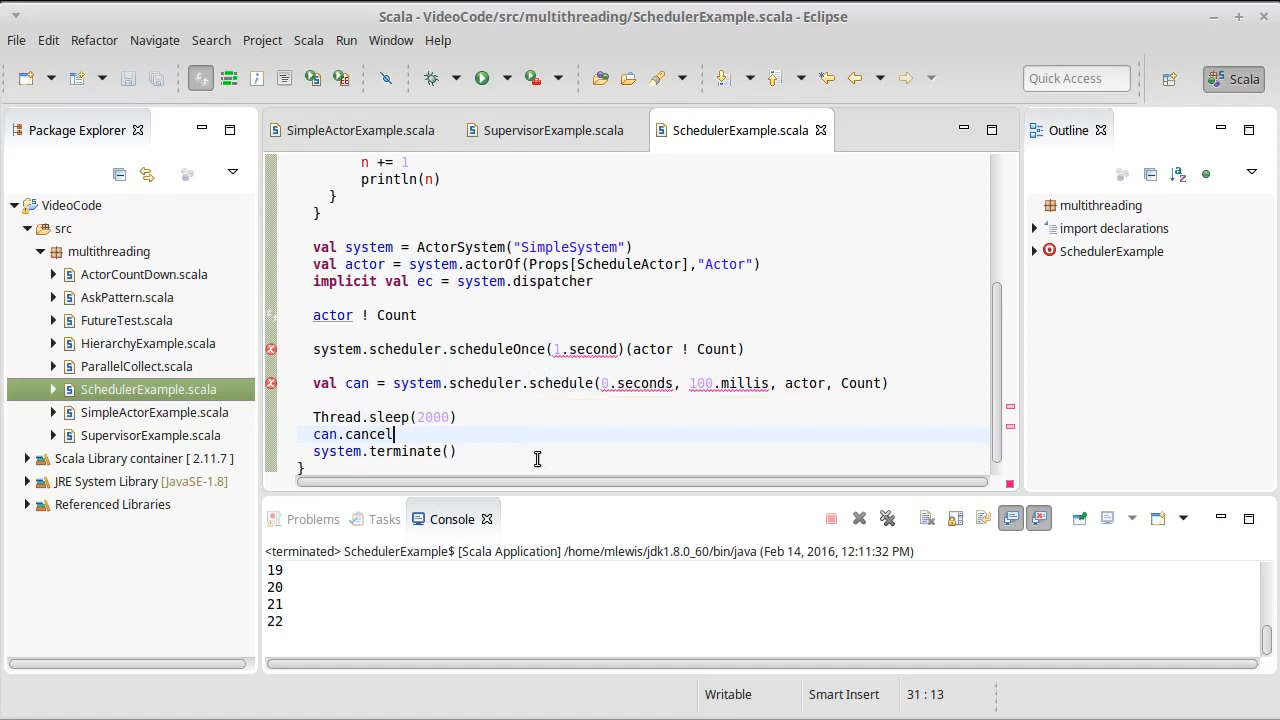 Scala - VideoCode/src/multithreading/SchedulerExample.scala - Eclipse
File Edit Refactor Navigate Search Project Scala Run Window Help
Quick Access
Scala
Package Explorer
SimpleActorExample.scala
SupervisorExample.scala
SchedulerExample.scala
Outline
VideoCode
src
multithreading
ActorCountDown.scala
AskPattern.scala
FutureTest.scala
HierarchyExample.scala
ParallelCollect.scala
SchedulerExample.scala
SimpleActorExample.scala
SupervisorExample.scala
Scala Library container [ 2.11.7 ]
JRE System Library [JavaSE-1.8]
Referenced Libraries
n += 1
println(n)
}
}
val system = ActorSystem("SimpleSystem")
val actor = system.actorOf(Props[ScheduleActor],"Actor")
implicit val ec = system.dispatcher
actor ! Count
system.scheduler.scheduleOnce(1.second)(actor ! Count)
val can = system.scheduler.schedule(0.seconds, 100.millis, actor, Count)
Thread.sleep(2000)
can.cancel
system.terminate()
}
multithreading
import declarations
SchedulerExample
Problems
Tasks
Console
<terminated> SchedulerExample$ [Scala Application] /home/mlewis/jdk1.8.0_60/bin/java (Feb 14, 2016, 12:11:32 PM)
19
20
21
22
Writable
Smart Insert
31 : 13